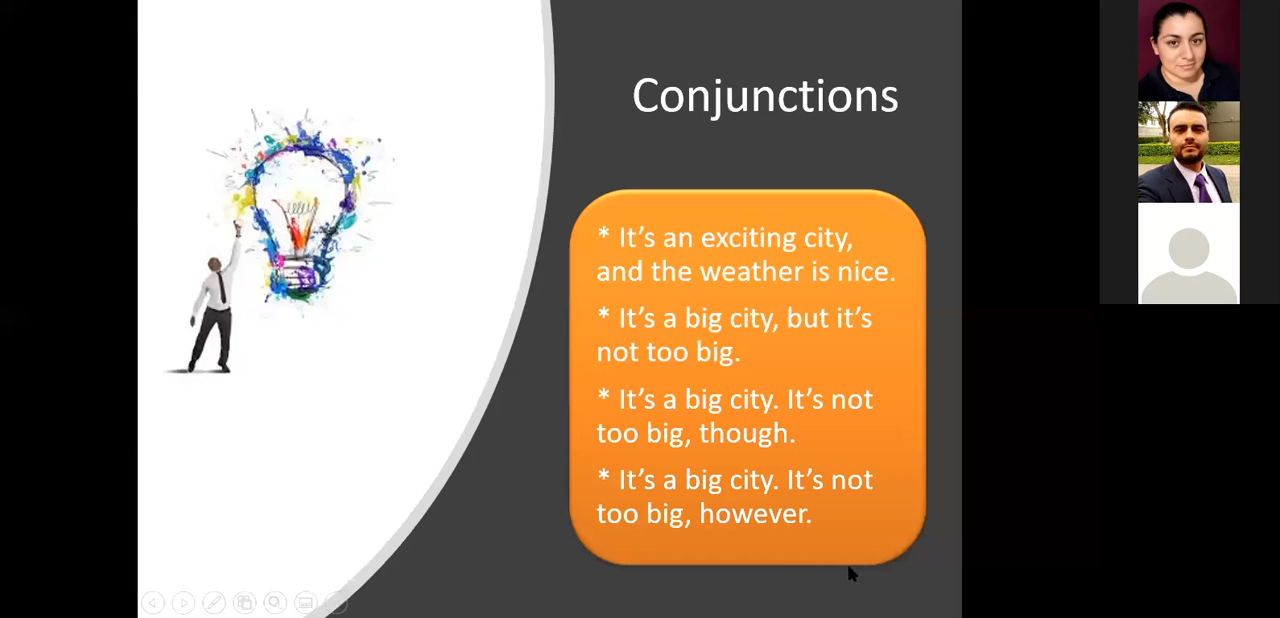 Conjunctions
* It’s an exciting city,
and the weather is nice.
* It’s a big city, but it’s
not too big.
* It’s a big city. It’s not
too big, though.
* It’s a big city. It’s not
too big, however.